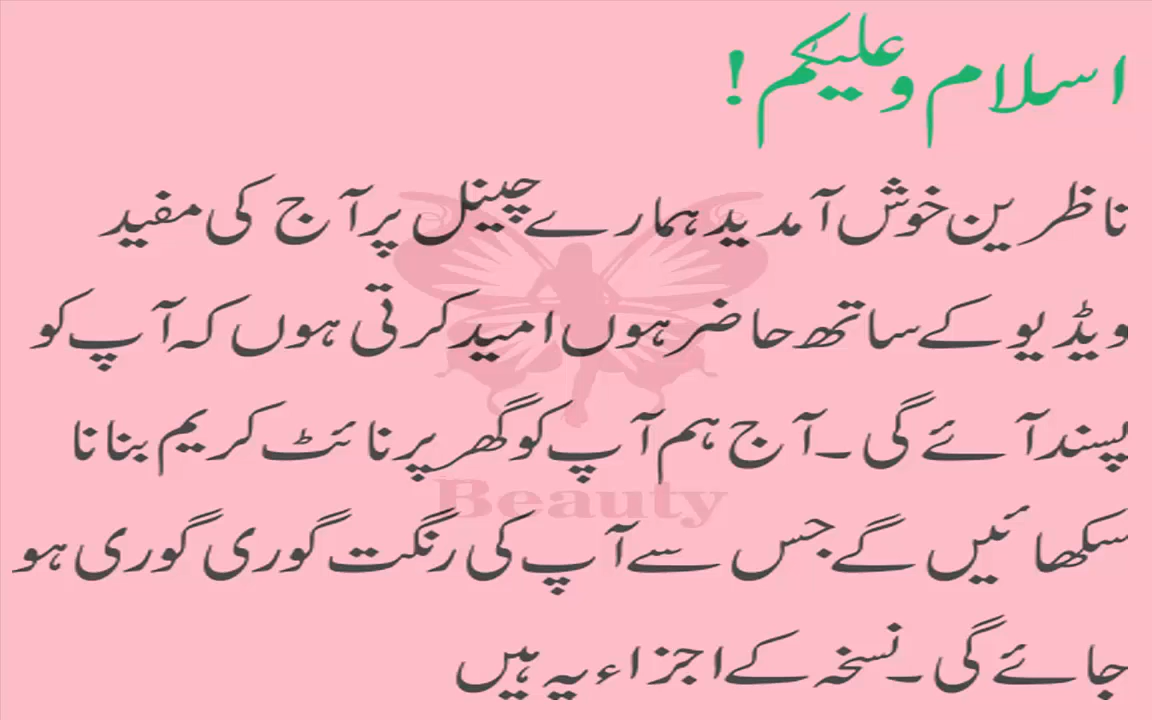 اسلام وعلیکم!
ناظرین خوش آمدید ہمارے چینل پر آج کی مفید
ویڈیو کے ساتھ حاضر ہوں امید کرتی ہوں کہ آپ کو
پسند آئے گی۔ آج ہم آپ کو گھر پر نائٹ کریم بنانا
Beauty
سکھائیں گے جس سے آپ کی رنگت گوری گوری ہو
جائے گی۔ نسخہ کے اجزاء یہ ہیں